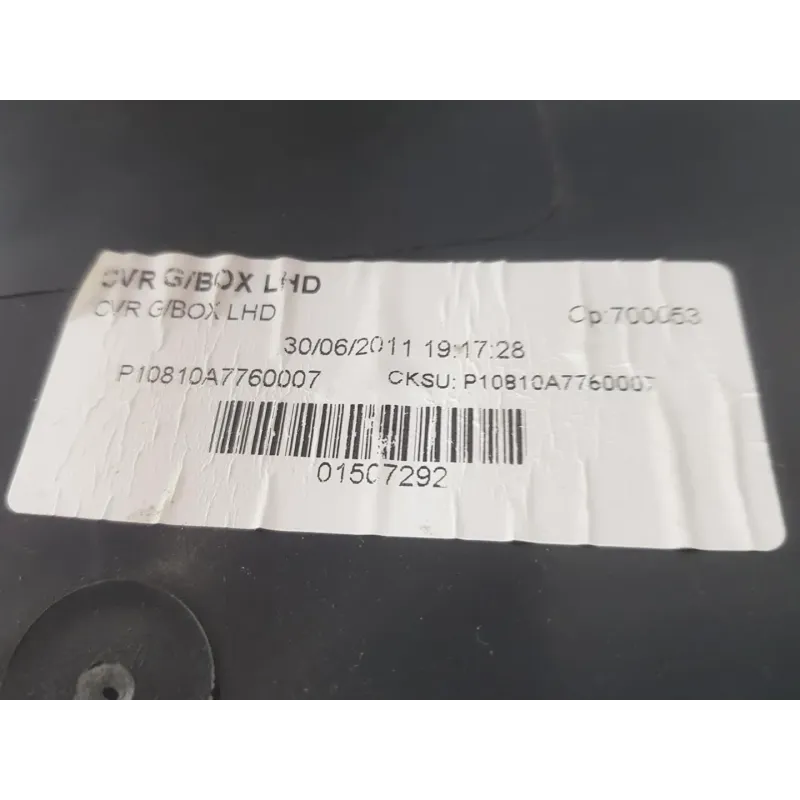 CVR G/BOX LHD
CVR G/BOX LHD Cp:700053
30/06/2011 19:17:28
P10810A7760007 CKSU: P10810A7760007
01507292